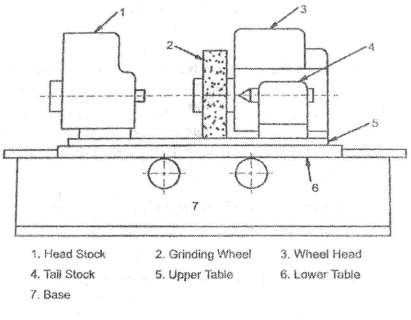 1
2
3
4
5
6
7
1. Head Stock 2. Grinding Wheel 3. Wheel Head
4. Tail Stock 5. Upper Table 6. Lower Table
7. Base